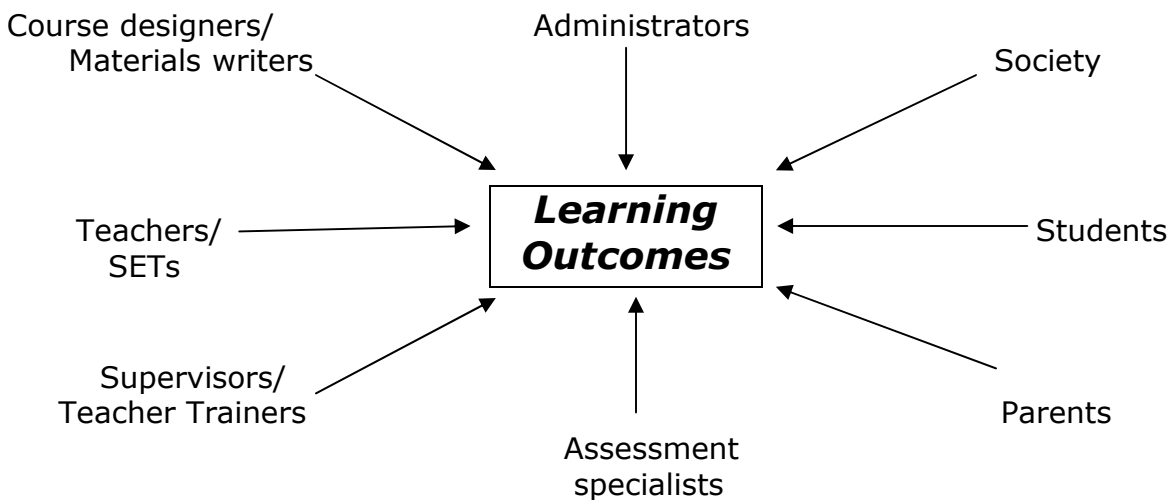 Course designers/
Materials writers
Administrators
Society
Learning
Outcomes
Teachers/
SETs
Students
Supervisors/
Teacher Trainers
Parents
Assessment
specialists